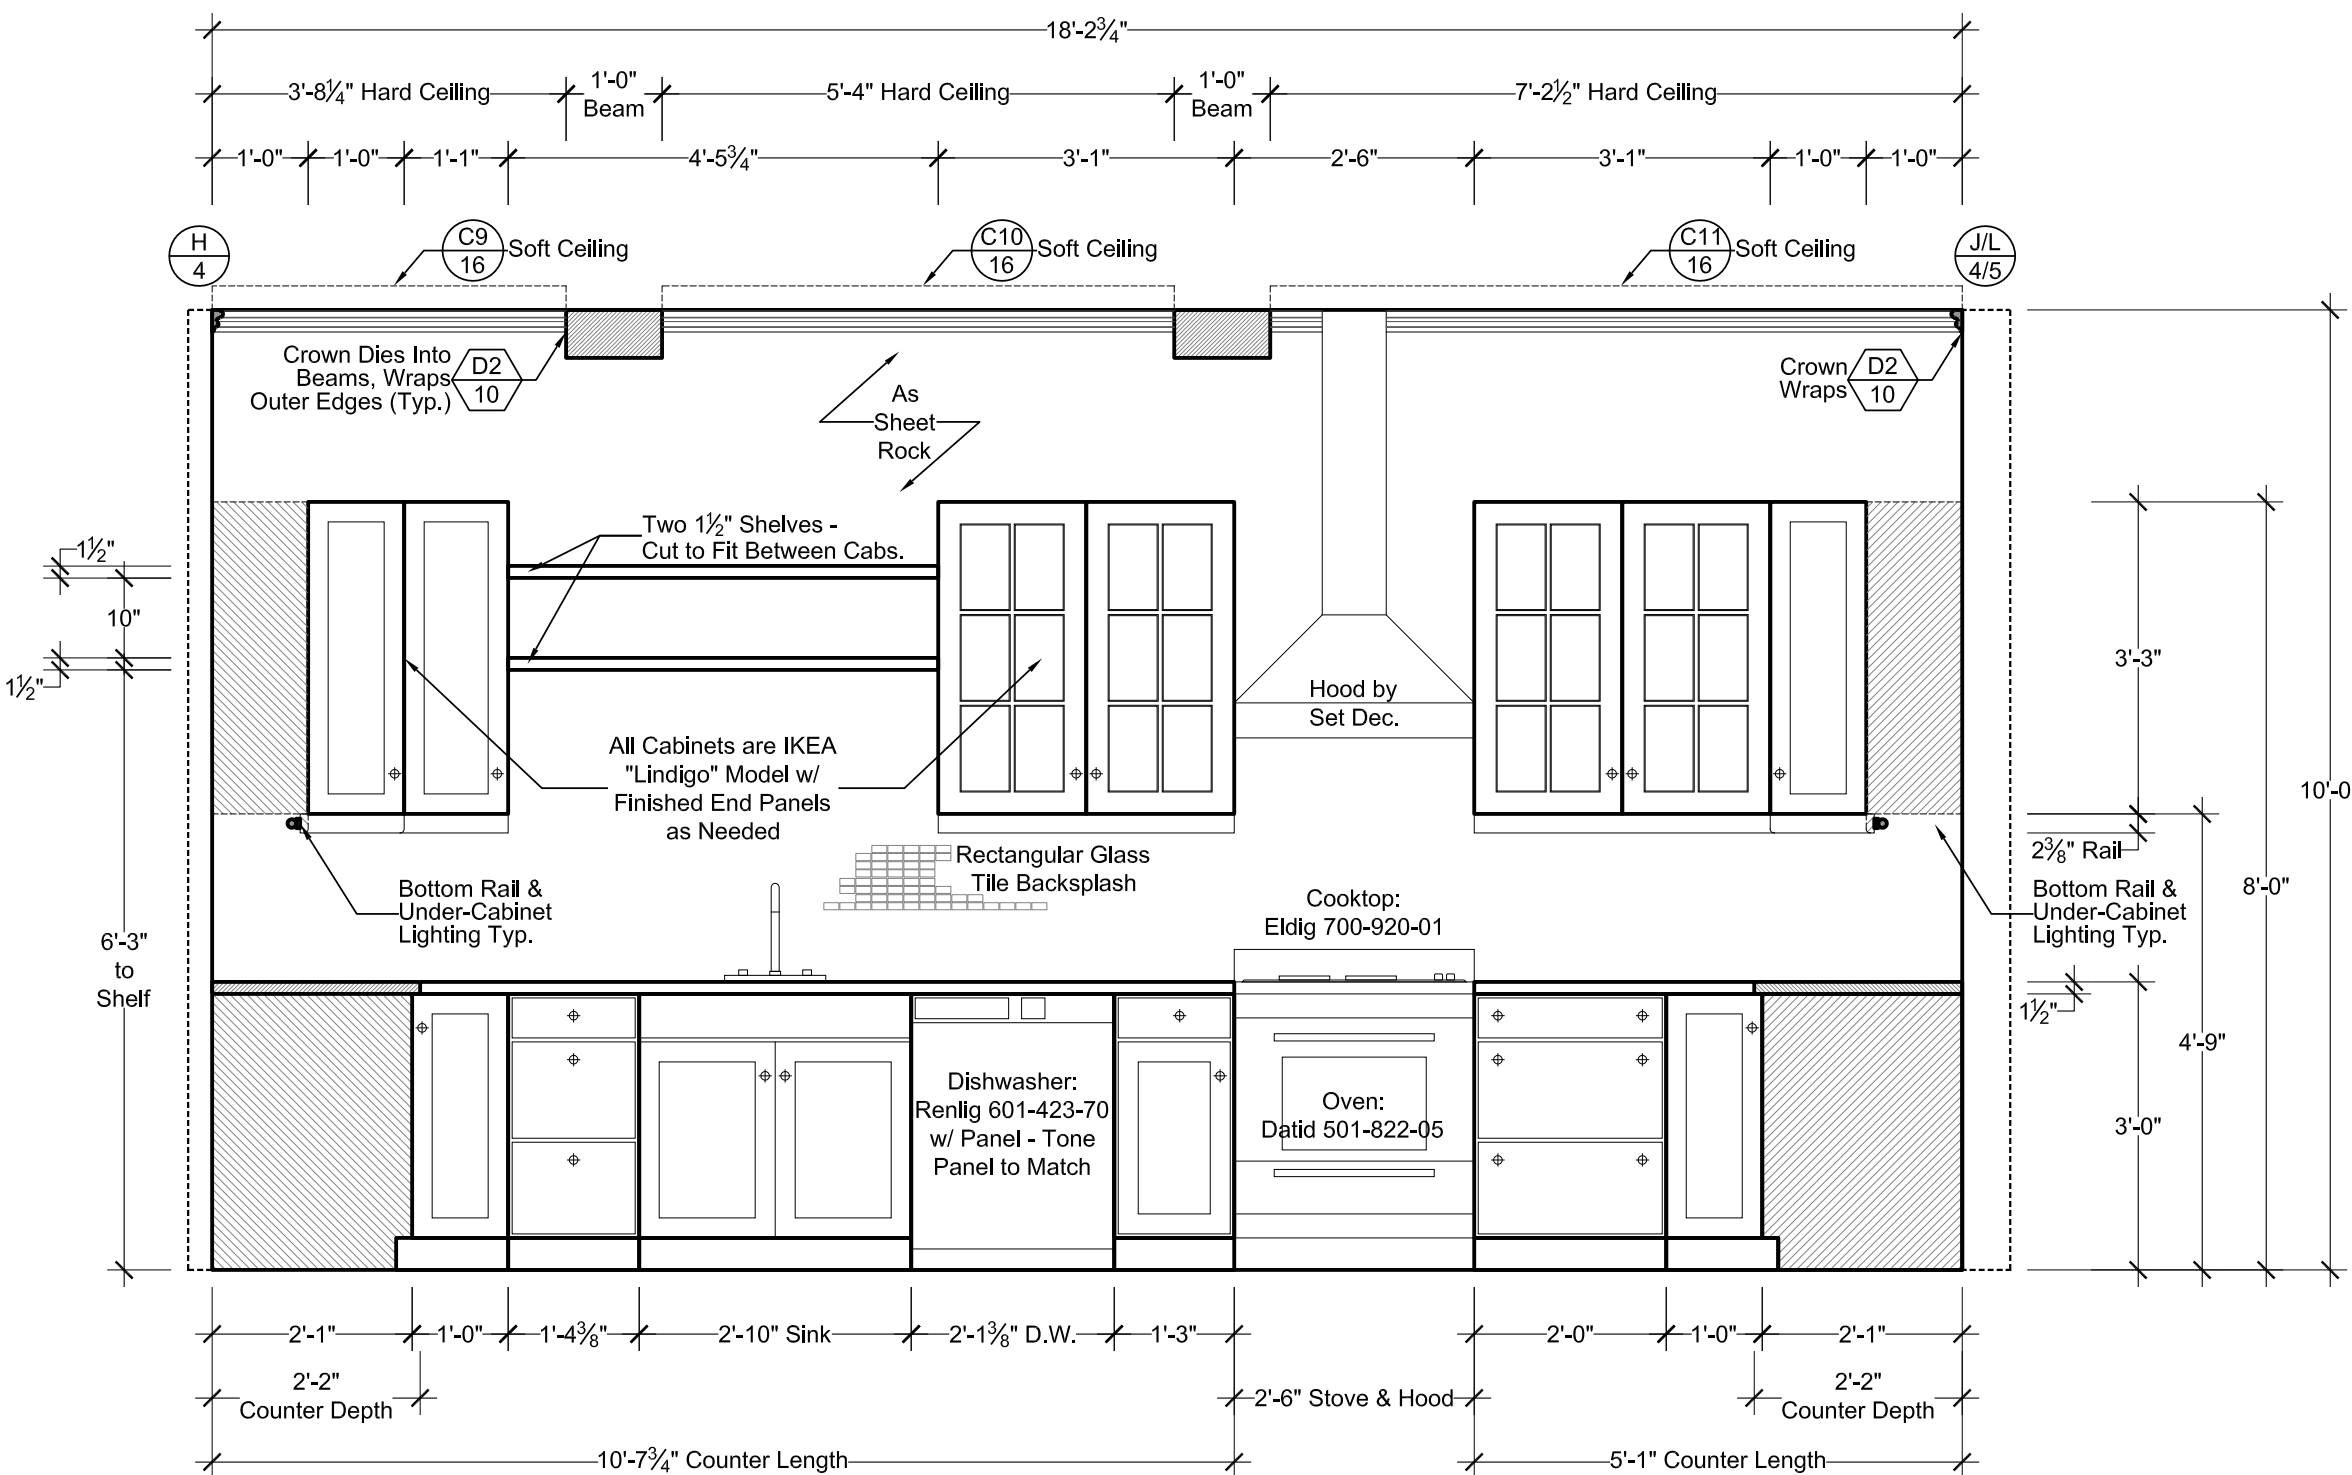 18'-2¾"
3'-8¼" Hard Ceiling
1'-0"
Beam
5'-4" Hard Ceiling
1'-0"
Beam
7'-2½" Hard Ceiling
1'-0"
1'-0"
1'-1"
4'-5¾"
3'-1"
2'-6"
3'-1"
1'-0"
1'-0"
H
4
C9
16
Soft Ceiling
C10
16
Soft Ceiling
C11
16
Soft Ceiling
J/L
4/5
Crown Dies Into
Beams, Wraps
Outer Edges (Typ.)
D2
10
As
Sheet
Rock
Crown
Wraps
D2
10
Two 1½" Shelves -
Cut to Fit Between Cabs.
1½"
10"
1½"
6'-3"
to
Shelf
All Cabinets are IKEA
"Lindigo" Model w/
Finished End Panels
as Needed
Hood by
Set Dec.
Rectangular Glass
Tile Backsplash
Bottom Rail &
Under-Cabinet
Lighting Typ.
Cooktop:
Eldig 700-920-01
3'-3"
10'-0
2⅜" Rail
8'-0"
Bottom Rail &
Under-Cabinet
Lighting Typ.
1½"
4'-9"
3'-0"
Dishwasher:
Renlig 601-423-70
w/ Panel - Tone
Panel to Match
Oven:
Datid 501-822-05
2'-1"
1'-0"
1'-4⅜"
2'-10" Sink
2'-1⅜" D.W.
1'-3"
2'-0"
1'-0"
2'-1"
2'-2"
Counter Depth
2'-6" Stove & Hood
2'-2"
Counter Depth
10'-7¾" Counter Length
5'-1" Counter Length